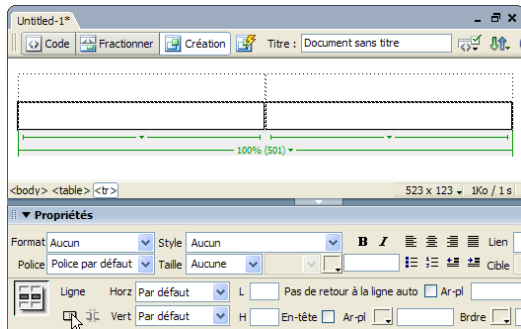 Untitled-1*
Code Fractionner Création Titre : Document sans titre
100% (501)
<body> <table> <tr> 523 x 123 1Ko / 1 s
Propriétés
Format Aucun Style Aucun B I Lien
Police Police par défaut Taille Aucune Cible
Ligne Horz Par défaut L Pas de retour à la ligne auto Ar-pl
Vert Par défaut H En-tête Ar-pl Brdre